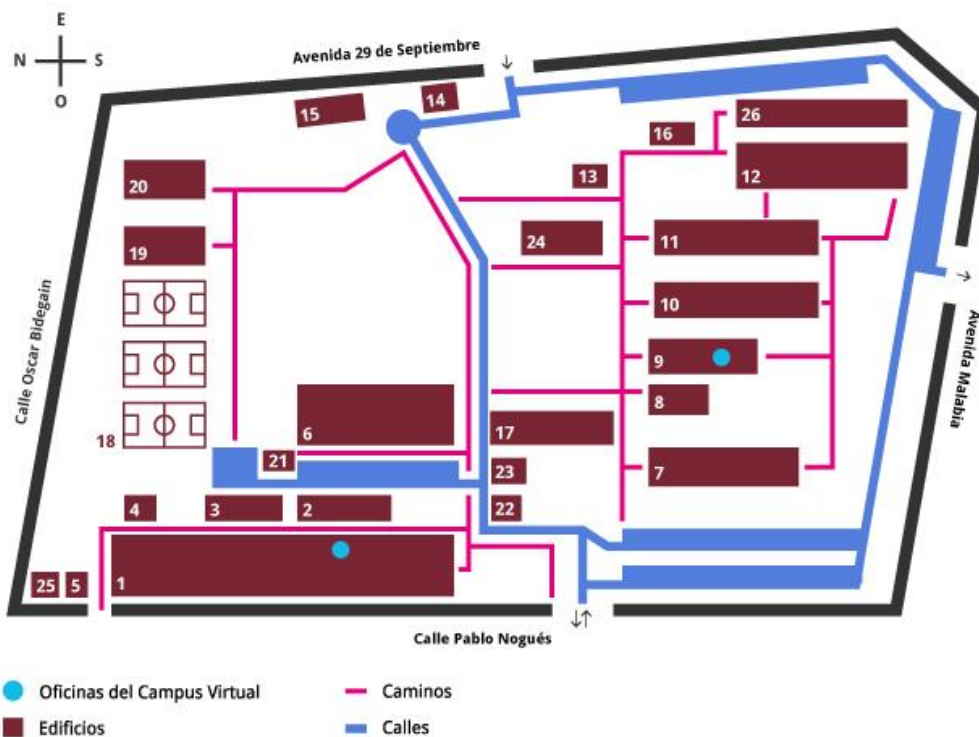 E
N S
O
Avenida 29 de Septiembre
15
14
26
16
12
20
13
24
11
19
10
9
8
18
6
17
21
23
7
4
3
2
22
1
25
5
Calle Oscar Bidegain
Avenida Malabia
Calle Pablo Nogués
Oficinas del Campus Virtual
Caminos
Edificios
Calles